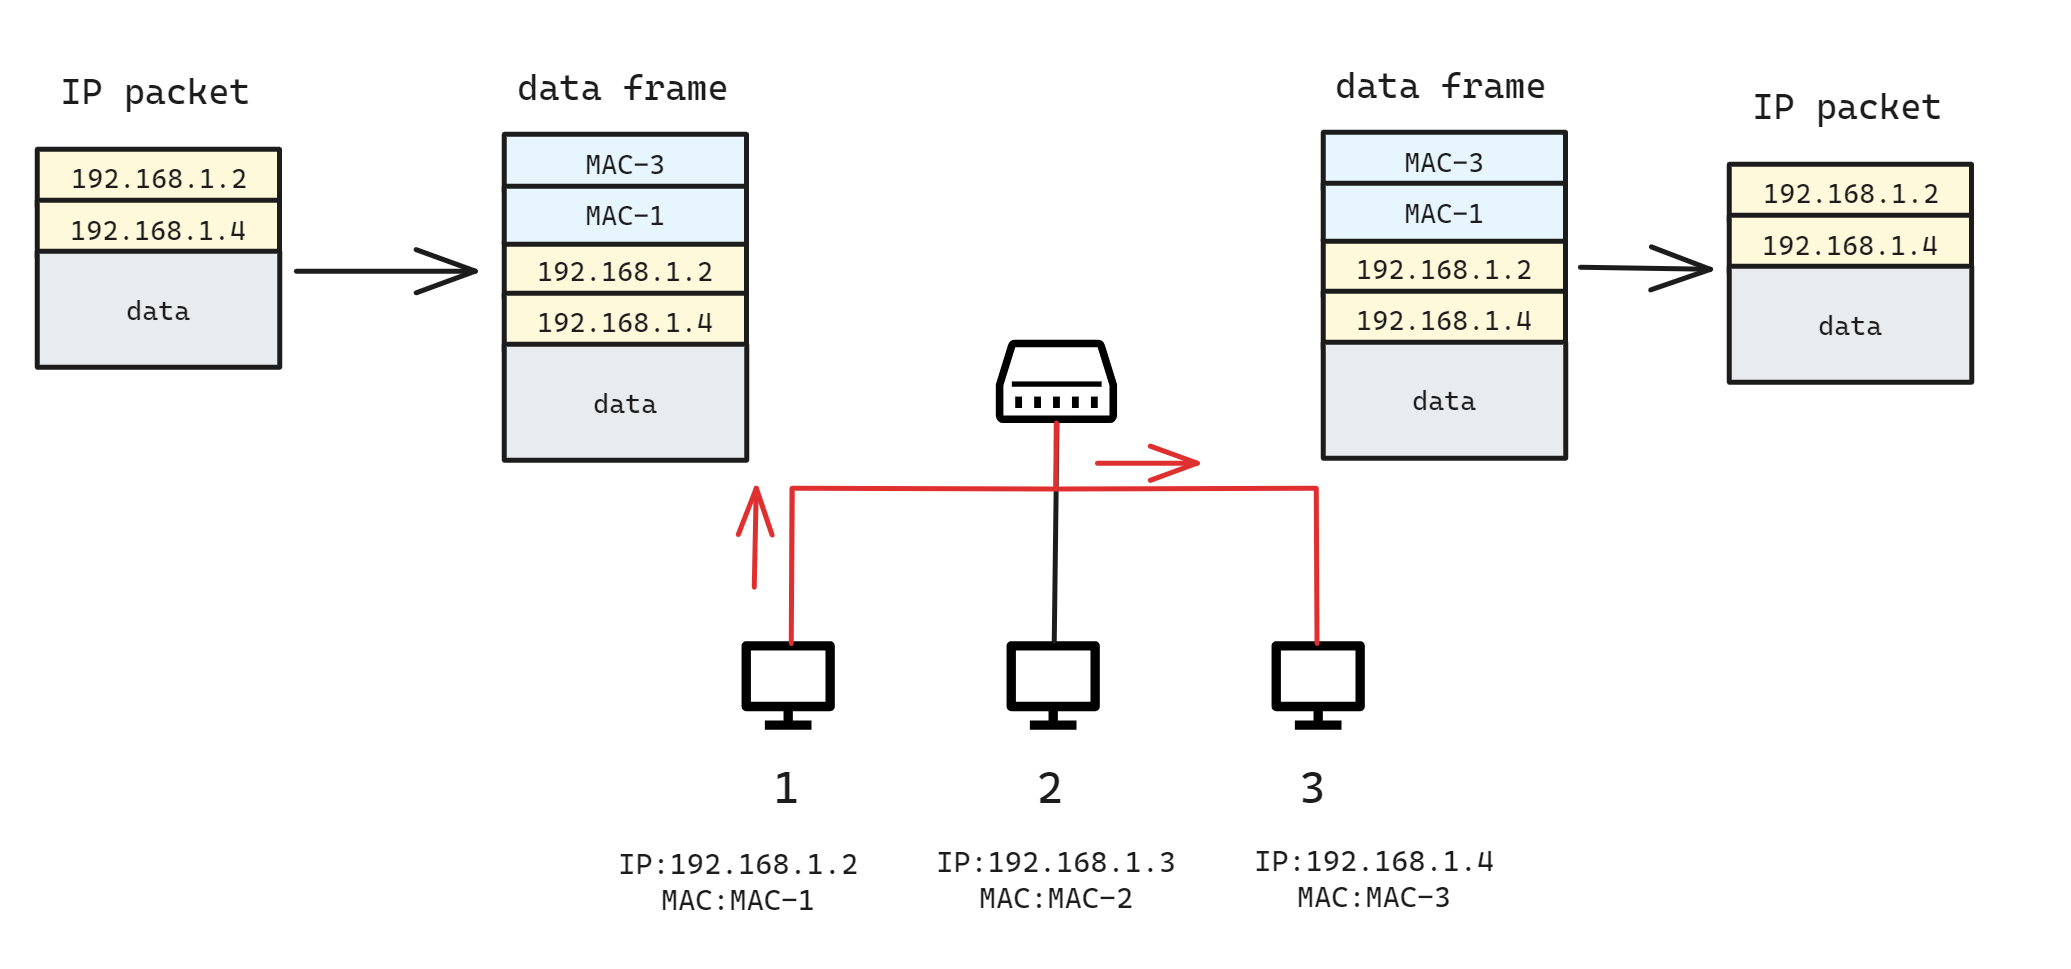 IP packet
192.168.1.2
192.168.1.4
data
data frame
MAC-3
MAC-1
192.168.1.2
192.168.1.4
data
data frame
MAC-3
MAC-1
192.168.1.2
192.168.1.4
data
IP packet
192.168.1.2
192.168.1.4
data
1
IP:192.168.1.2
MAC:MAC-1
2
IP:192.168.1.3
MAC:MAC-2
3
IP:192.168.1.4
MAC:MAC-3